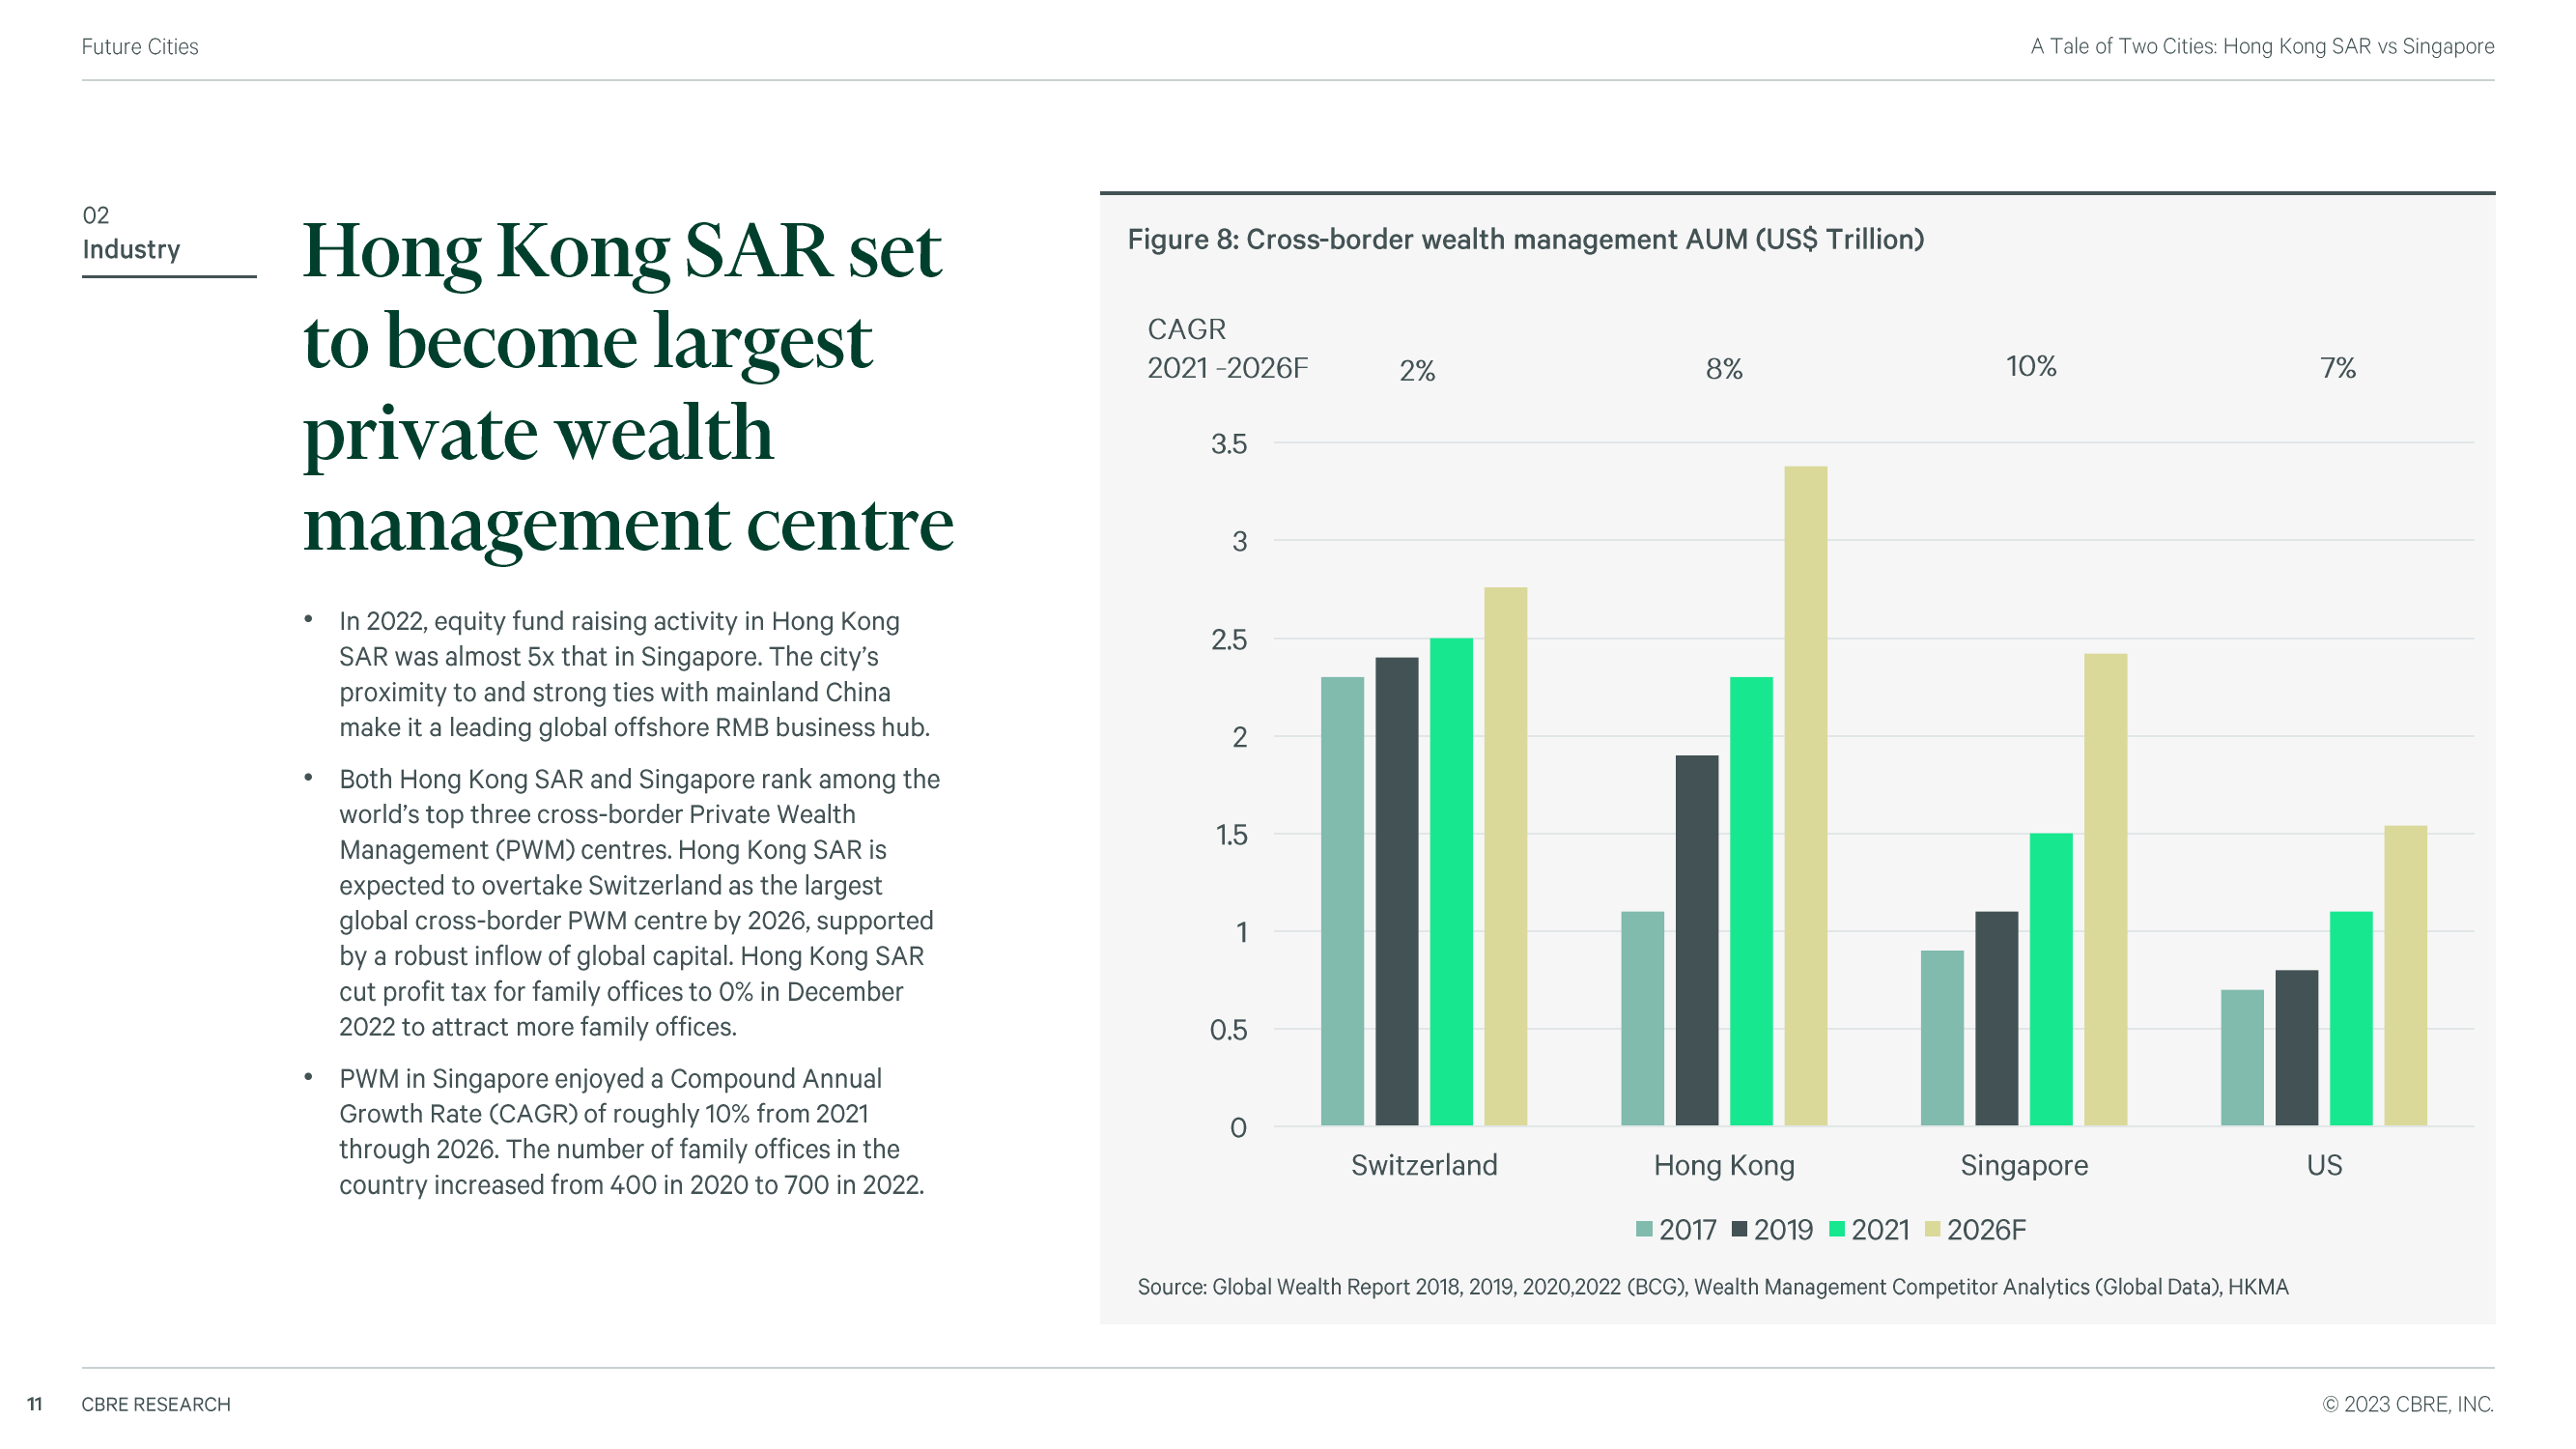 Future Cities
A Tale of Two Cities: Hong Kong SAR vs Singapore
02
Industry
Hong Kong SAR set
to become largest
private wealth
management centre
• In 2022, equity fund raising activity in Hong Kong
SAR was almost 5x that in Singapore. The city’s
proximity to and strong ties with mainland China
make it a leading global offshore RMB business hub.
• Both Hong Kong SAR and Singapore rank among the
world’s top three cross-border Private Wealth
Management (PWM) centres. Hong Kong SAR is
expected to overtake Switzerland as the largest
global cross-border PWM centre by 2026, supported
by a robust inflow of global capital. Hong Kong SAR
cut profit tax for family offices to 0% in December
2022 to attract more family offices.
• PWM in Singapore enjoyed a Compound Annual
Growth Rate (CAGR) of roughly 10% from 2021
through 2026. The number of family offices in the
country increased from 400 in 2020 to 700 in 2022.
Figure 8: Cross-border wealth management AUM (US$ Trillion)
CAGR
2021 -2026F 2% 8% 10% 7%
3.5
3
2.5
2
1.5
1
0.5
0
Switzerland Hong Kong Singapore US
2017 2019 2021 2026F
Source: Global Wealth Report 2018, 2019, 2020,2022 (BCG), Wealth Management Competitor Analytics (Global Data), HKMA
11 CBRE RESEARCH
© 2023 CBRE, INC.